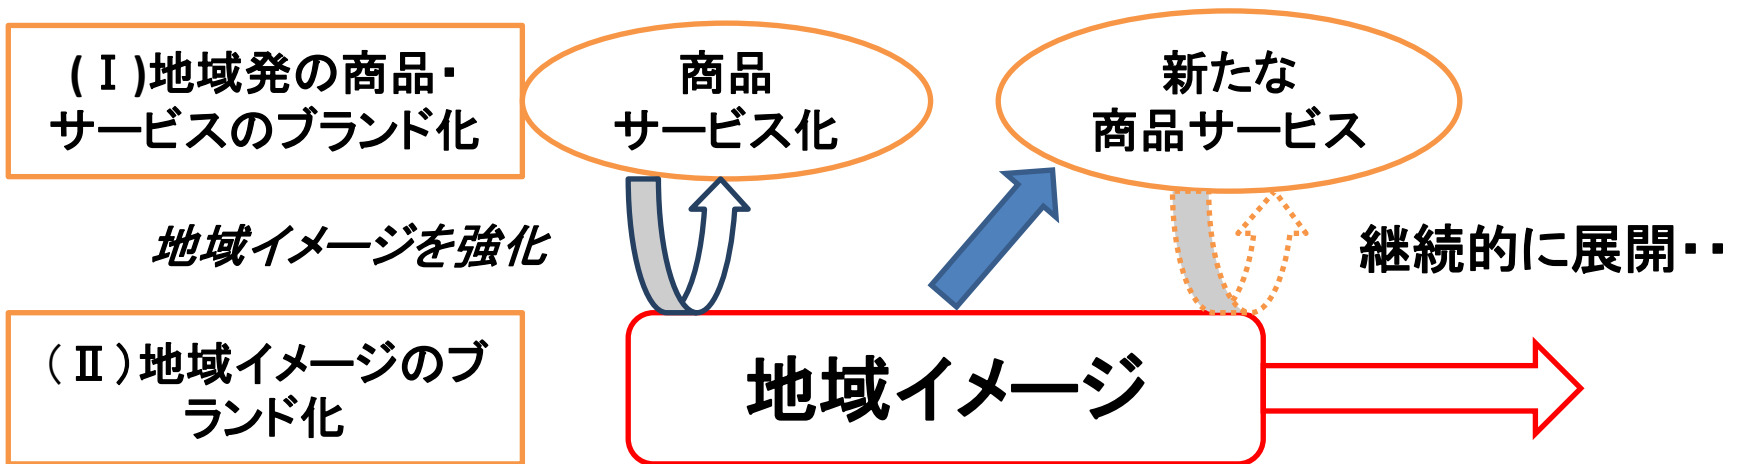 (Ⅰ)地域発の商品・
サービスのブランド化
商品
サービス化
新たな
商品サービス
地域イメージを強化
継続的に展開・・
(Ⅱ)地域イメージのブ
ランド化
地域イメージ